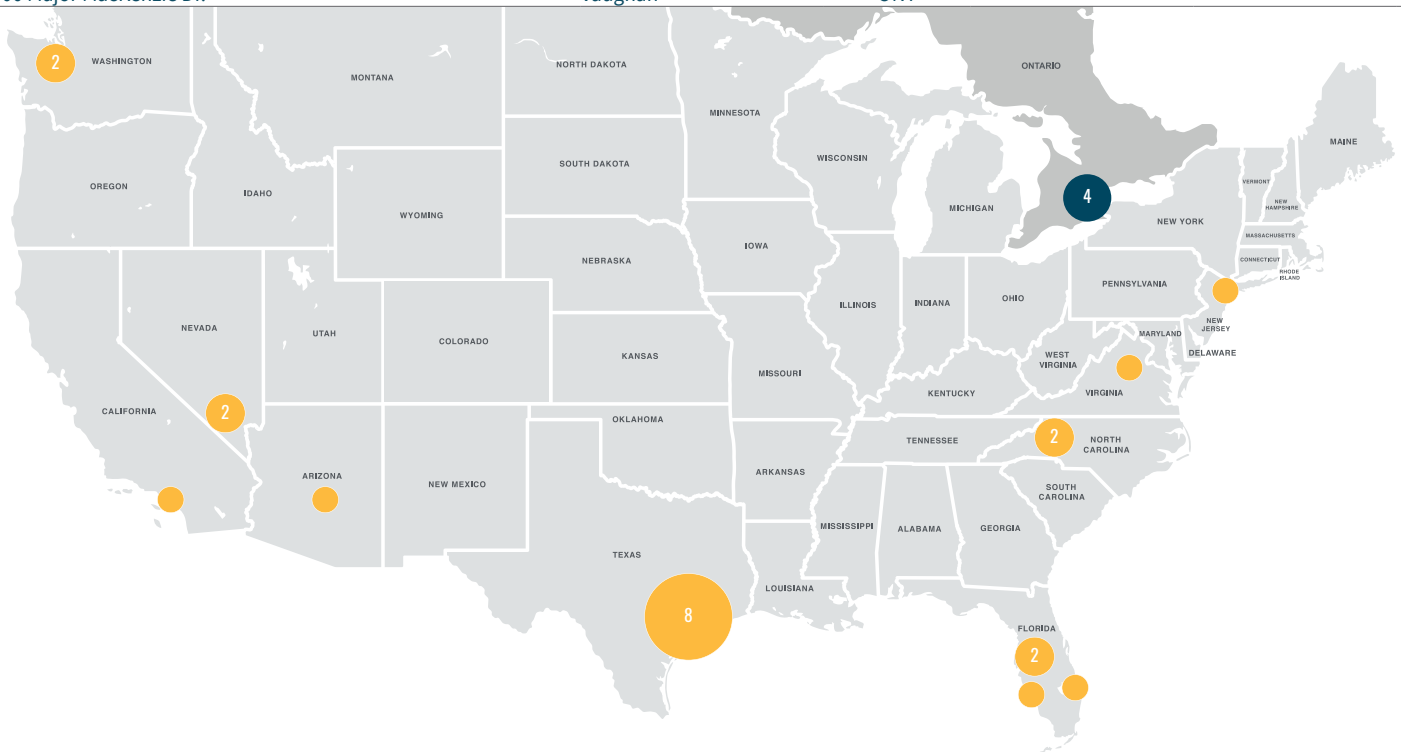 Vaughan
2
WASHINGTON
MONTANA
NORTH DAKOTA
ONTARIO
MINNESOTA
MAINE
SOUTH DAKOTA
WISCONSIN
OREGON
IDAHO
WYOMING
VERMONT
NEW
HAMPSHIRE
4
MICHIGAN
NEW YORK
MASSACHUSETTS
IOWA
NEBRASKA
CONNECTICUT
RHODE
ISLAND
PENNSYLVANIA
ILLINOIS
INDIANA
OHIO
NEVADA
UTAH
COLORADO
NEW
JERSEY
MARYLAND
DELAWARE
KANSAS
MISSOURI
WEST
VIRGINIA
KENTUCKY
VIRGINIA
CALIFORNIA
2
OKLAHOMA
TENNESSEE
2
NORTH
CAROLINA
ARIZONA
NEW MEXICO
ARKANSAS
SOUTH
CAROLINA
MISSISSIPPI
ALABAMA
GEORGIA
TEXAS
LOUISIANA
8
FLORIDA
2